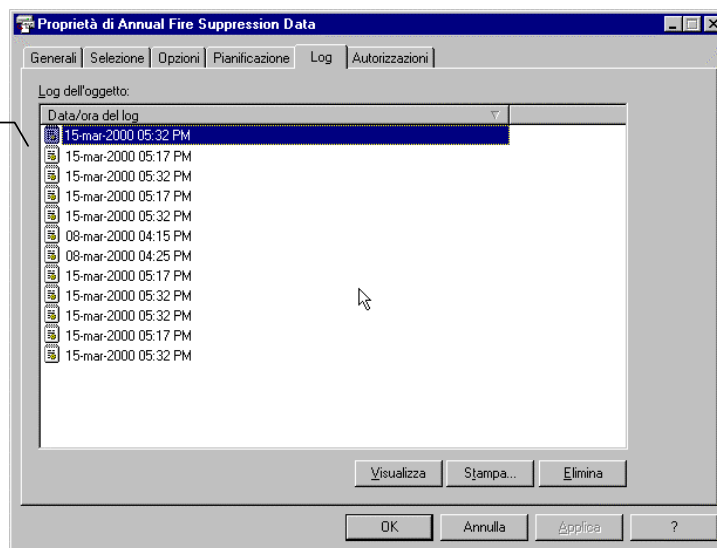 Proprietà di Annual Fire Suppression Data
Generali Selezione Opzioni Pianificazione Log Autorizzazioni
Log dell'oggetto:
Data/ora del log
15-mar-2000 05:32 PM
15-mar-2000 05:17 PM
15-mar-2000 05:32 PM
15-mar-2000 05:17 PM
15-mar-2000 05:32 PM
08-mar-2000 04:15 PM
08-mar-2000 04:25 PM
15-mar-2000 05:17 PM
15-mar-2000 05:32 PM
15-mar-2000 05:32 PM
15-mar-2000 05:17 PM
15-mar-2000 05:32 PM
Visualizza Stampa... Elimina
OK Annulla Applica ?